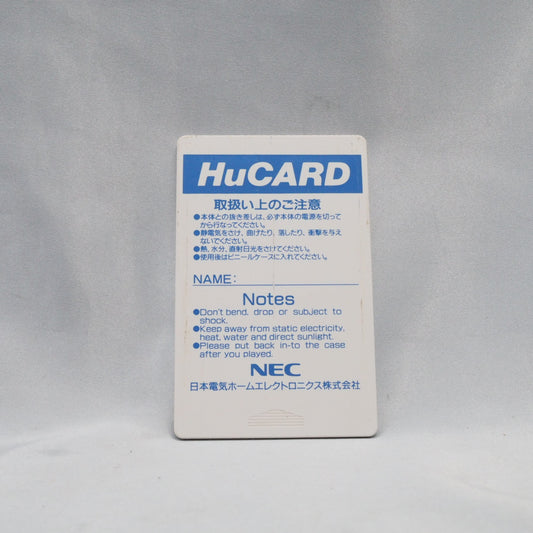 HuCARD
取扱い上のご注意
●本体との抜き差しは、必ず本体の電源を切って
から行なってください。
●静電気をさけ、曲げたり、落したり、衝撃を与え
ないでください。
●熱、水分、直射日光をさけてください。
●使用後はビニールケースに入れてください。
NAME:
Notes
●Don't bend, drop or subject to
shock.
●Keep away from static electricity,
heat, water and direct sunlight.
●Please put back in-to the case
after you played.
NEC
日本電気ホームエレクトロニクス株式会社